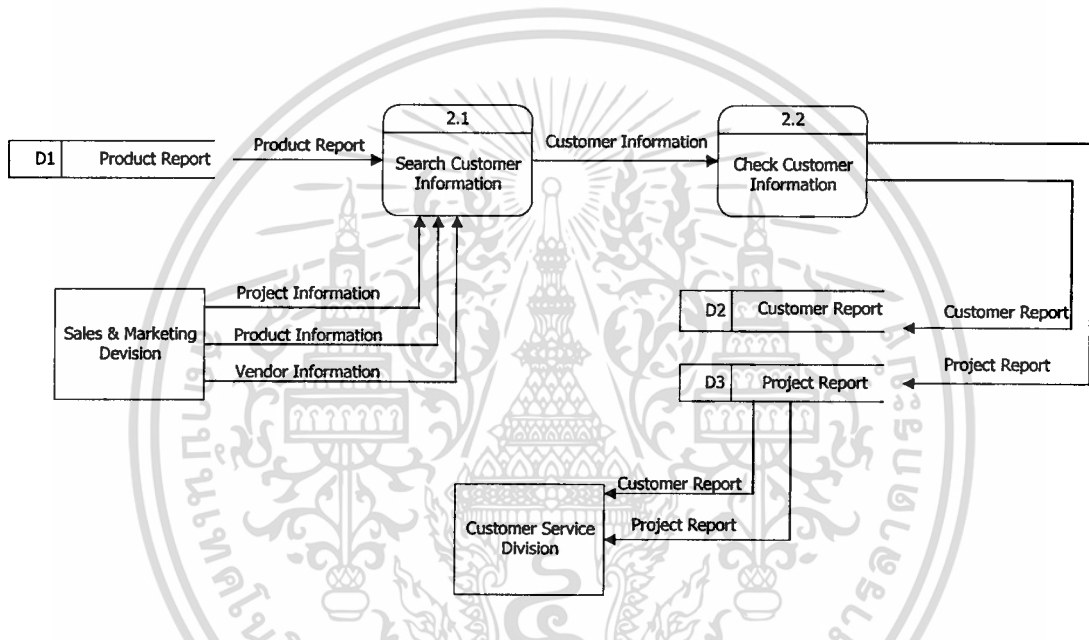 2.1
Search Customer
Information
2.2
Check Customer
Information
D1 Product Report
Product Report
Customer Information
Sales & Marketing
Devision
Project Information
Product Information
Vendor Information
D2 Customer Report
Customer Report
D3 Project Report
Project Report
Customer Report
Project Report
Customer Service
Division